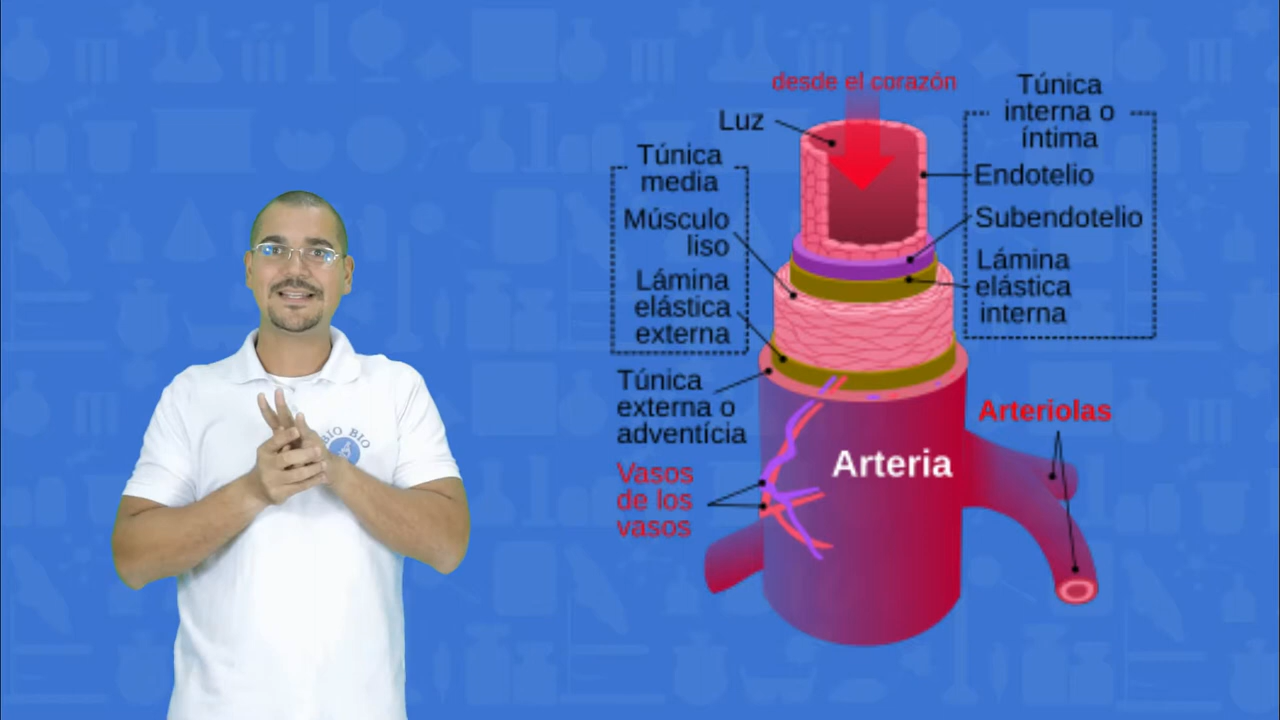 desde el corazón
Luz
Túnica
media
Músculo
liso
Lámina
elástica
externa
Túnica
externa o
adventícia
Vasos
de los
vasos
Túnica
interna o
íntima
Endotelio
Subendotelio
Lámina
elástica
interna
Arteriolas
Arteria
BIO BIO